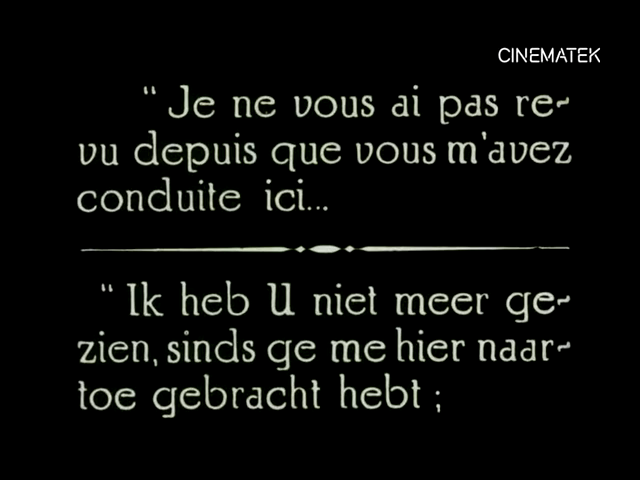 CINEMATEK
“Je ne vous ai pas re-
vu depuis que vous m'avez
conduite ici...
“Ik heb U niet meer ge-
zien, sinds ge me hier naar-
toe gebracht hebt ;